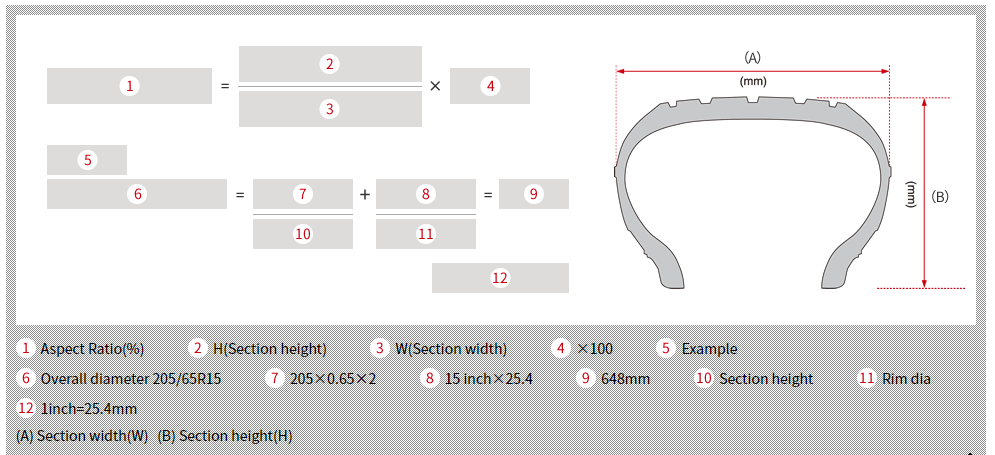 2
1 = × 4
3
(A)
(mm)
5
6 = 7 + 8 = 9
10 11
(mm) (B)
12
1 Aspect Ratio(%) 2 H(Section height) 3 W(Section width) 4 ×100 5 Example
6 Overall diameter 205/65R15 7 205×0.65×2 8 15 inch×25.4 9 648mm 10 Section height 11 Rim dia
12 1inch=25.4mm
(A) Section width(W) (B) Section height(H)